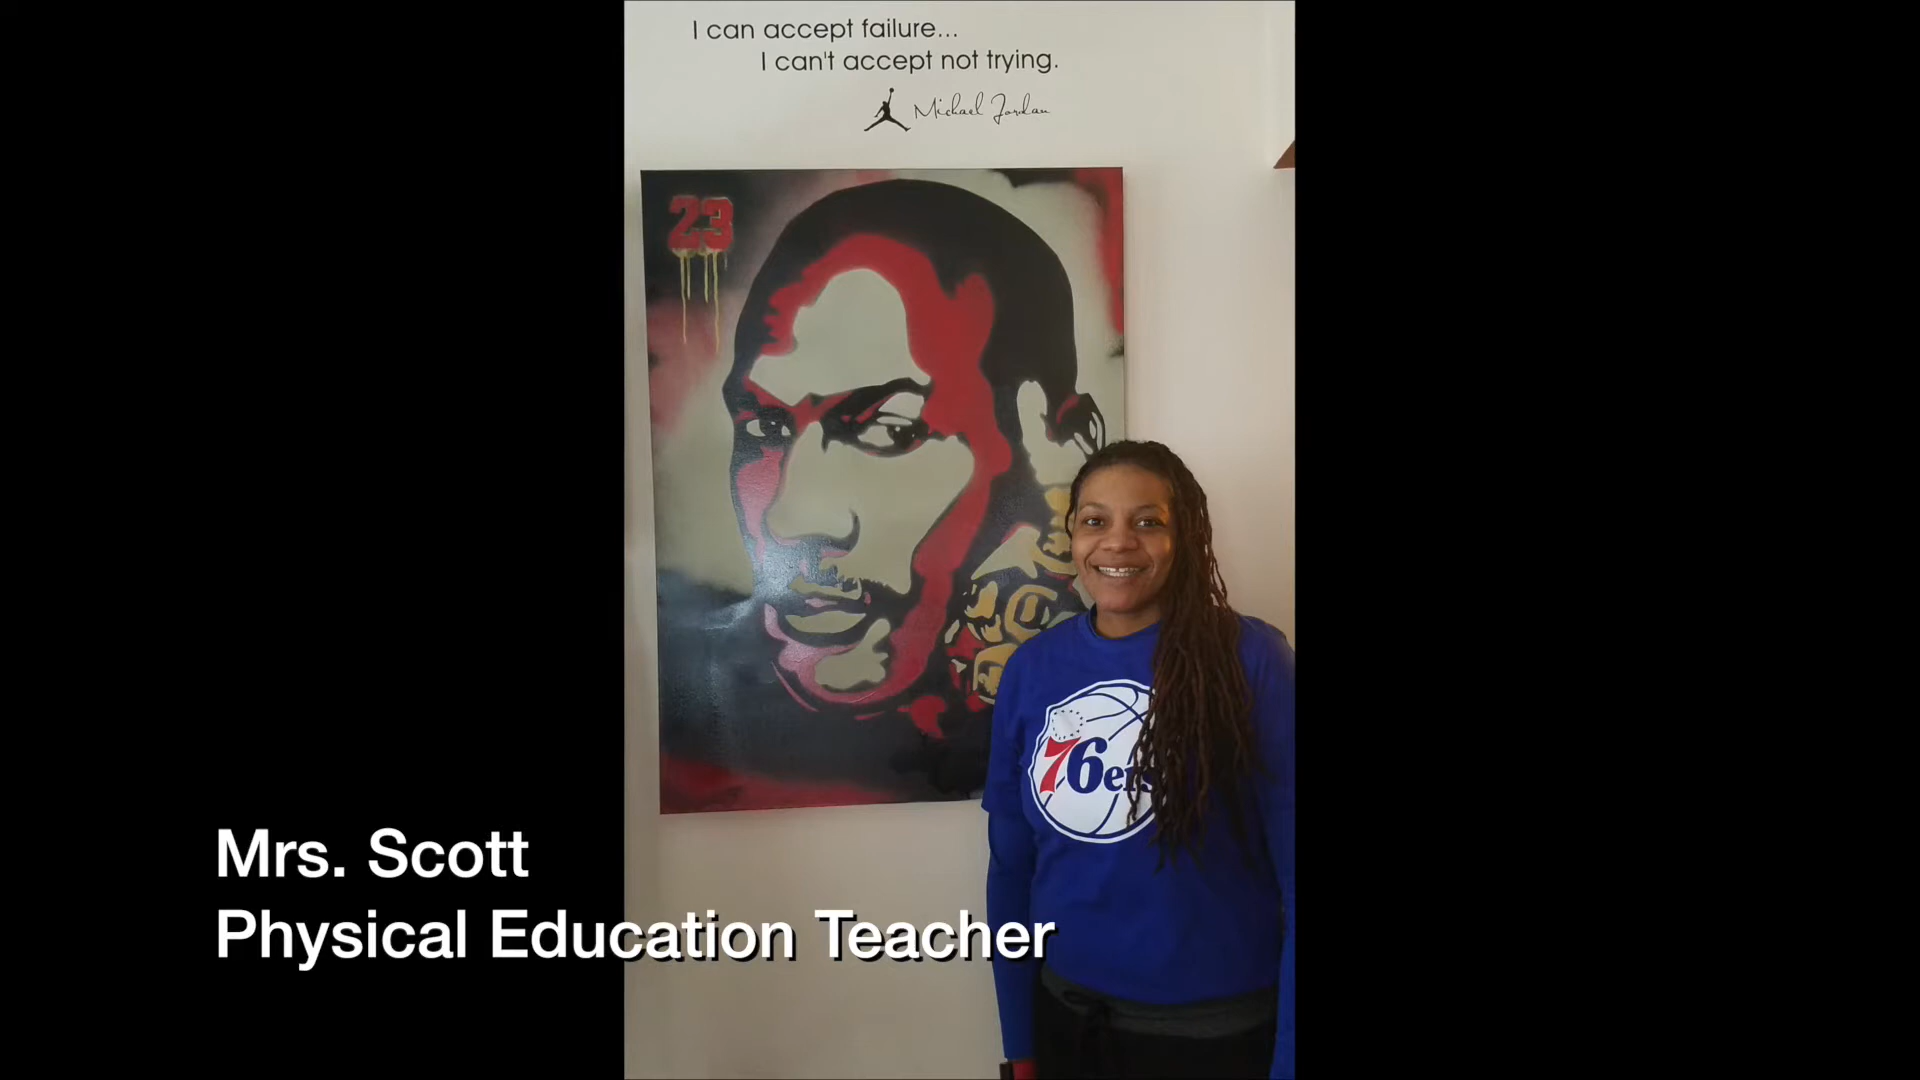 I can accept failure...
I can't accept not trying.
Michael Jordan
23
76ers
Mrs. Scott
Physical Education Teacher